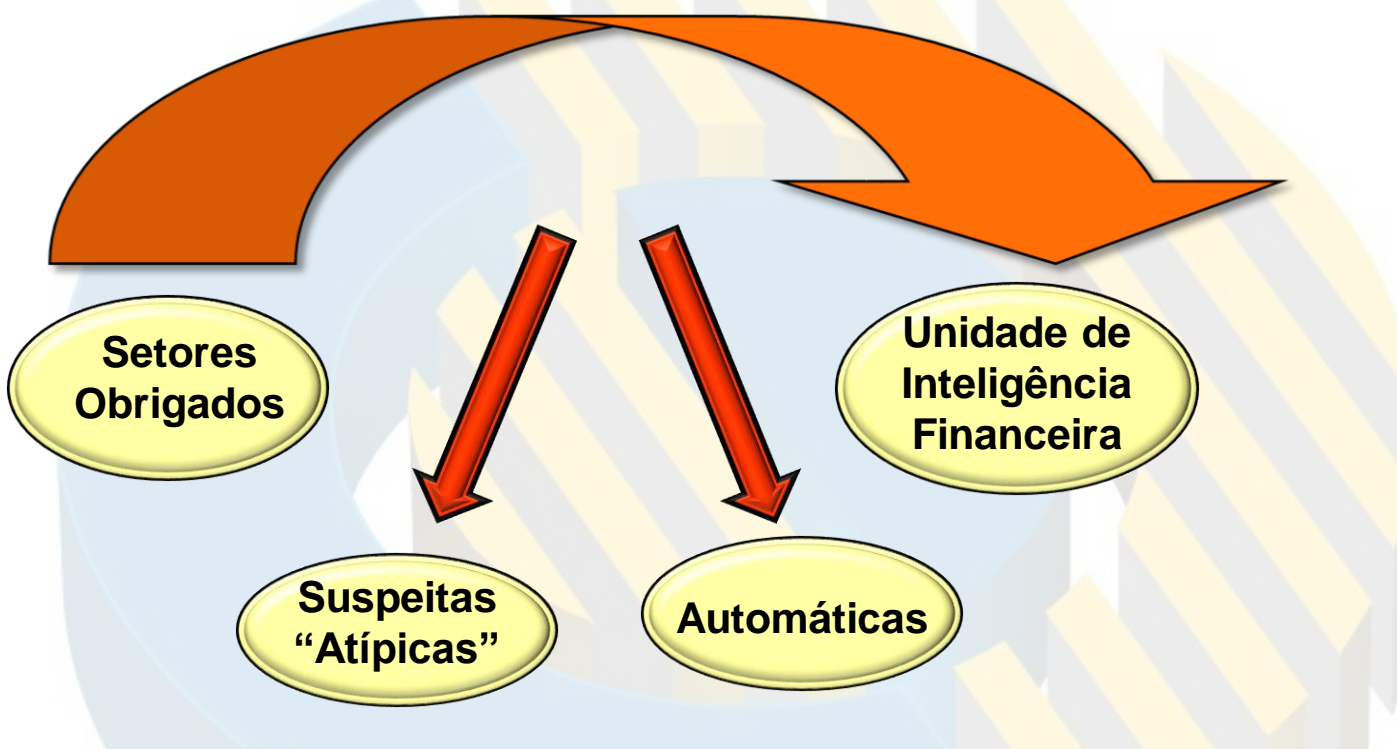 Setores
Obrigados
Unidade de
Inteligência
Financeira
Suspeitas
“Atípicas”
Automáticas